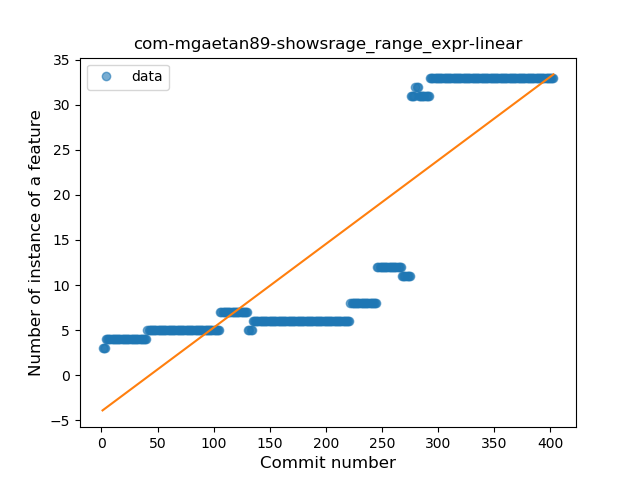 com-mgaetan89-showsrage_range_expr-linear
data
Number of instance of a feature
35
30
25
20
15
10
5
0
−5
0 50 100 150 200 250 300 350 400
Commit number